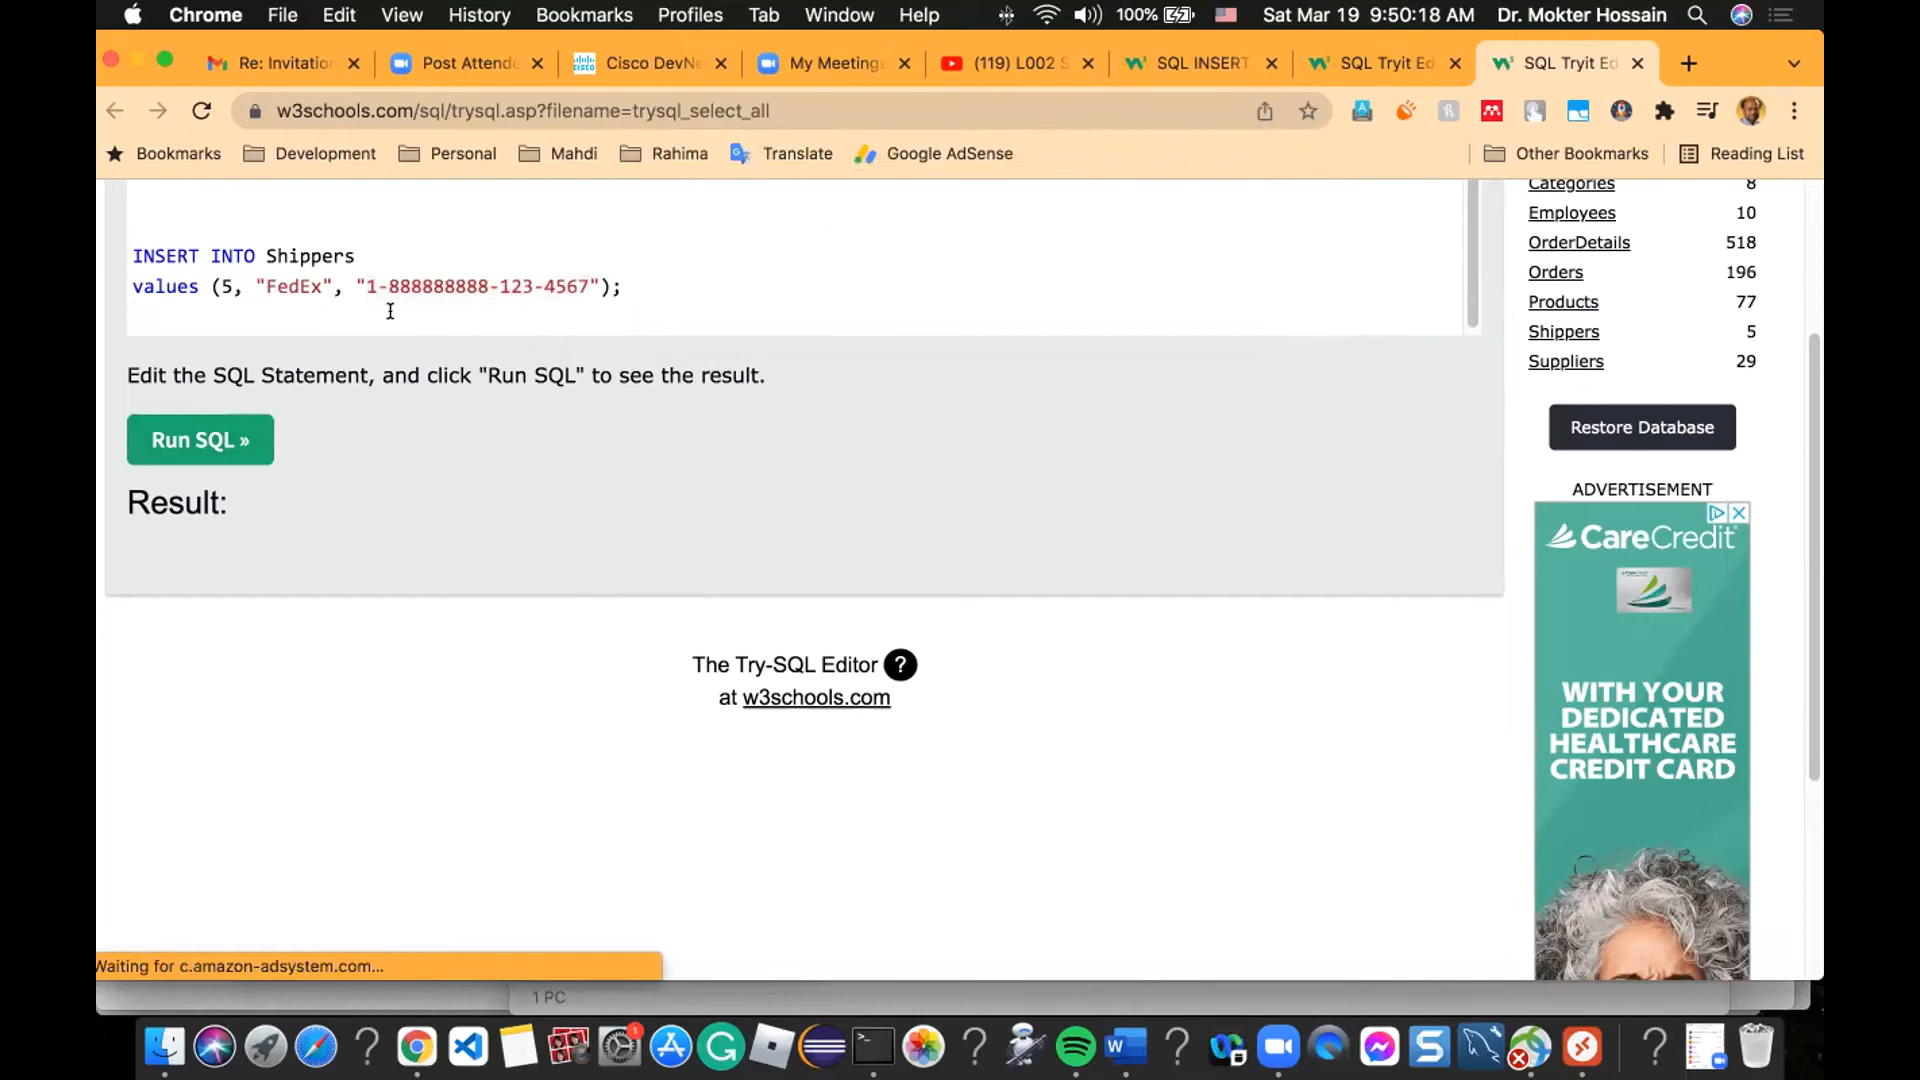 Chrome File Edit View History Bookmarks Profiles Tab Window Help 100% Sat Mar 19 9:50:18 AM Dr. Mokter Hossain
Re: Invitation Post Attende Cisco DevNe My Meetings (119) L002 S SQL INSERT SQL Tryit Ed SQL Tryit Ed
w3schools.com/sql/trysql.asp?filename=trysql_select_all
Bookmarks Development Personal Mahdi Rahima Translate Google AdSense Other Bookmarks Reading List
Categories 8
Employees 10
OrderDetails 518
Orders 196
Products 77
Shippers 5
Suppliers 29
INSERT INTO Shippers
values (5, "FedEx", "1-888888888-123-4567");
Edit the SQL Statement, and click "Run SQL" to see the result.
Run SQL »
Result:
Restore Database
ADVERTISEMENT
CareCredit
WITH YOUR
DEDICATED
HEALTHCARE
CREDIT CARD
The Try-SQL Editor ?
at w3schools.com
Waiting for c.amazon-adsystem.com...
1 PC